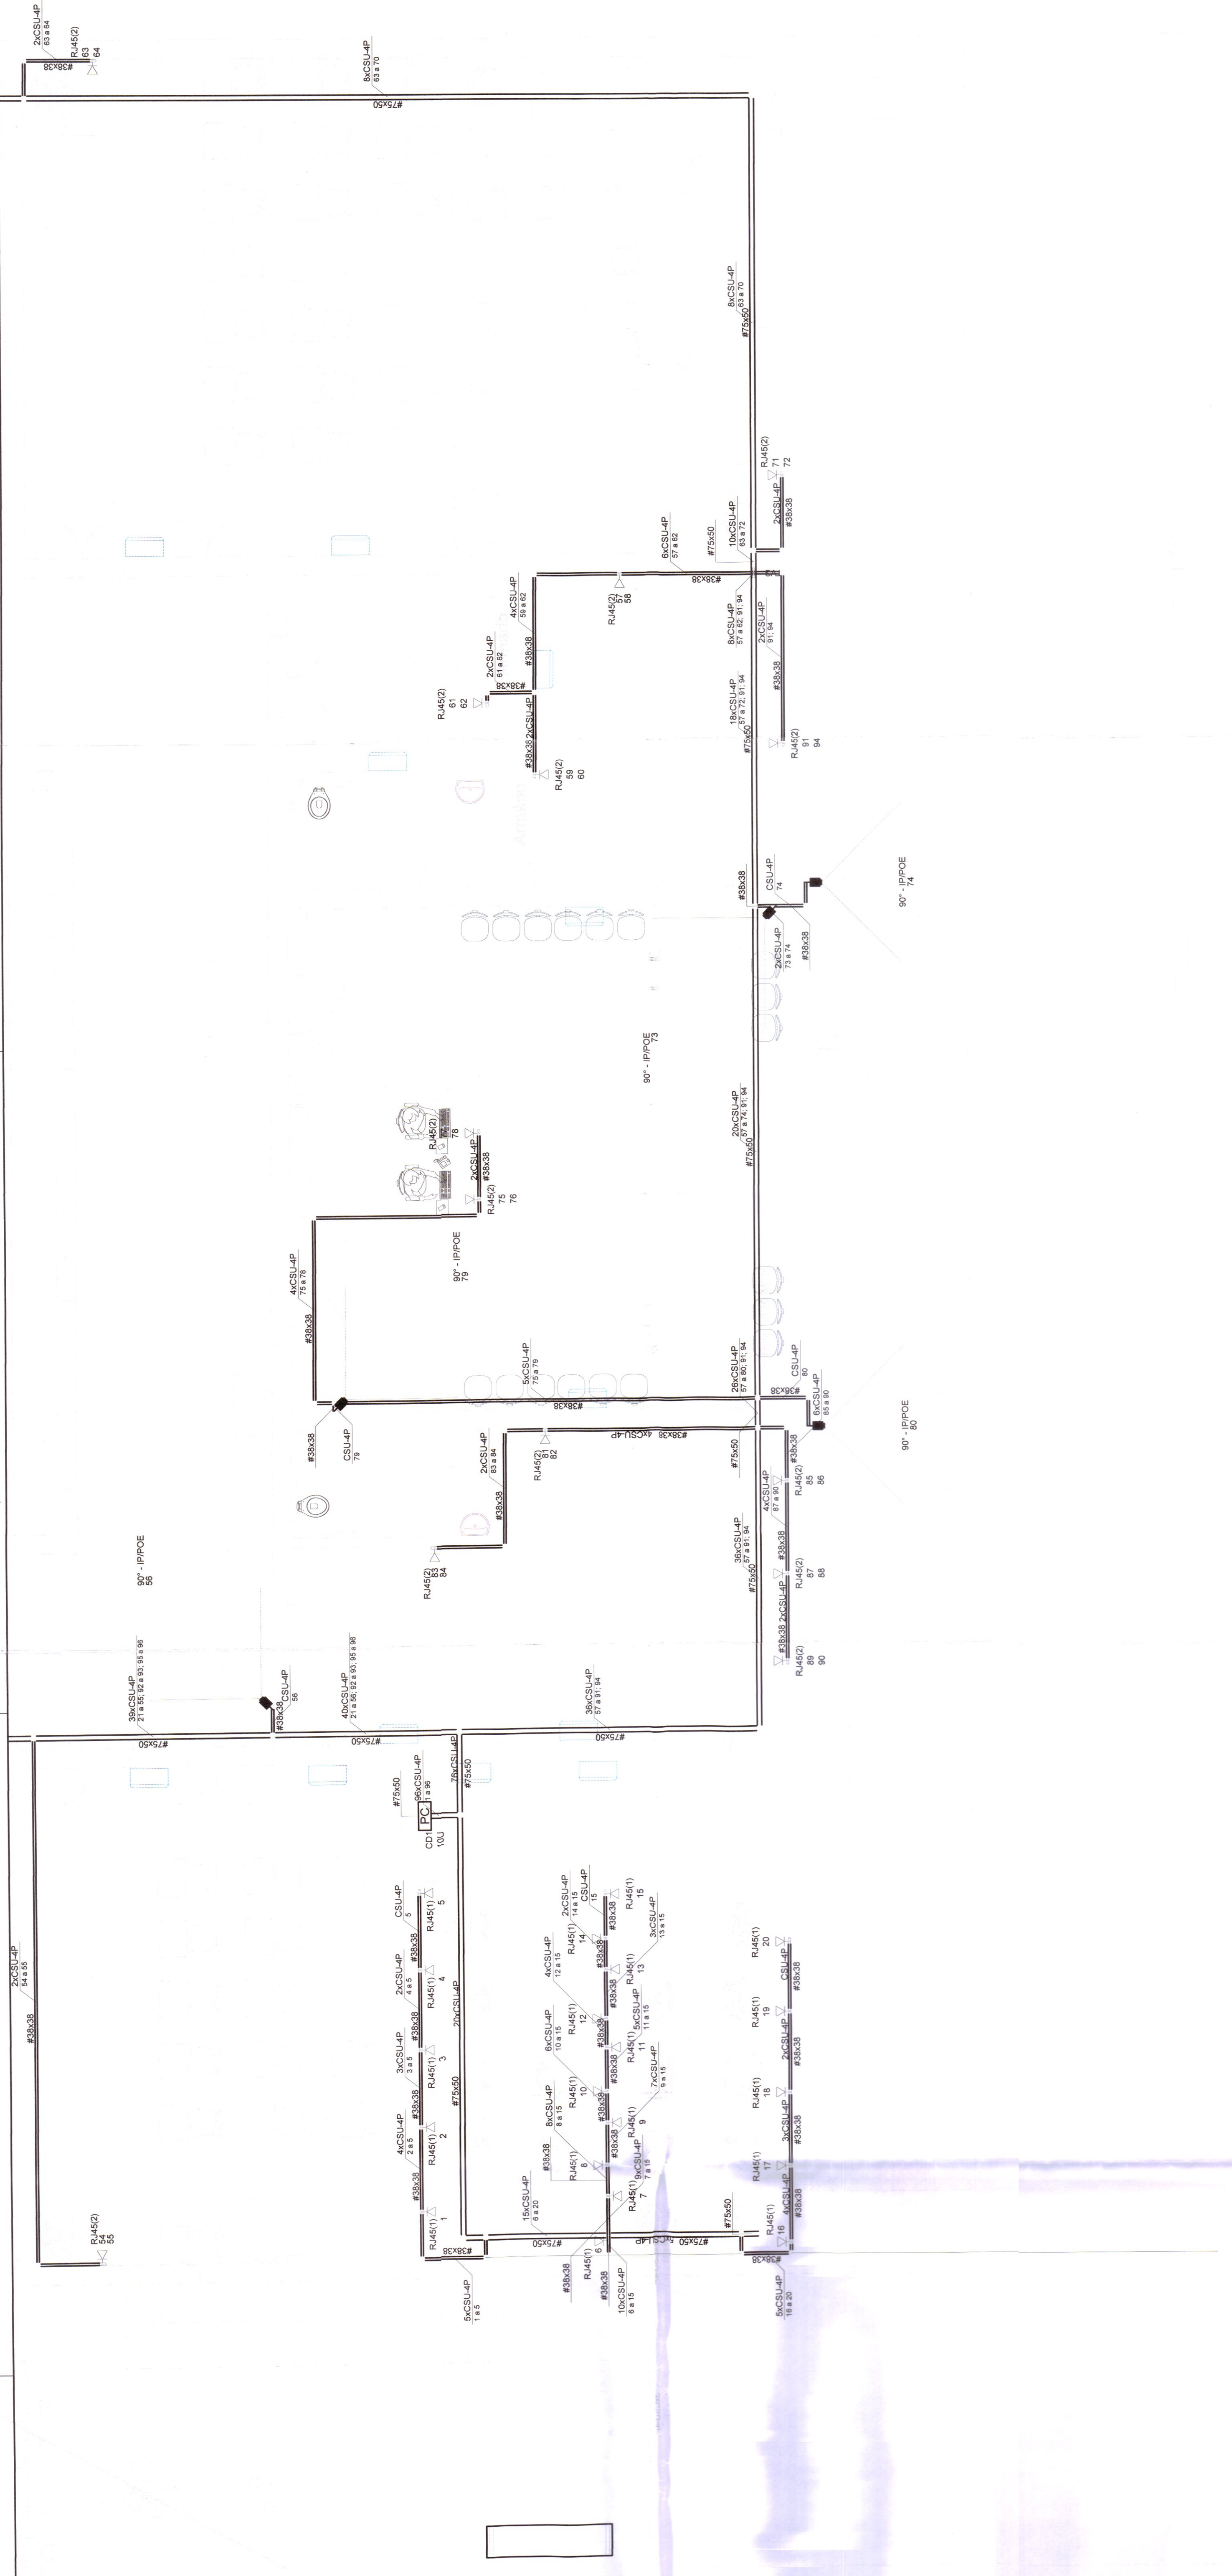 2xCSU-4P
63 a 64
#38x38
RJ45(2)
63
64
8xCSU-4P
63 a 70
#75x50
8xCSU-4P
63 a 70
#75x50
RJ45(2)
71
72
2xCSU-4P
#38x38
10xCSU-4P
63 a 72
#75x50
6xCSU-4P
57 a 62
#38x38
RJ45(2)
57
58
4xCSU-4P
59 a 62
#38x38
2xCSU-4P
61 a 62
#38x38
RJ45(2)
61
62
#38x38 2xCSU-4P
RJ45(2)
59
60
8xCSU-4P
57 a 62; 91; 94
2xCSU-4P
91; 94
#38x38
18xCSU-4P
57 a 72; 91; 94
#75x50
RJ45(2)
91
94
#38x38
CSU-4P
74
90° - IP/POE
74
2xCSU-4P
73 a 74
#38x38
90° - IP/POE
73
20xCSU-4P
57 a 74; 91; 94
#75x50
RJ45(2)
77
78
2xCSU-4P
#38x38
RJ45(2)
75
76
90° - IP/POE
79
4xCSU-4P
75 a 78
#38x38
5xCSU-4P
75 a 79
#38x38
#38x38
CSU-4P
79
26xCSU-4P
57 a 80; 91; 94
#75x50
CSU-4P
80
#38x38
6xCSU-4P
85 a 90
#38x38
90° - IP/POE
80
#38x38 4xCSU-4P
RJ45(2)
81
82
2xCSU-4P
83 a 84
#38x38
RJ45(2)
83
84
RJ45(2)
85
86
4xCSU-4P
87 a 90
#38x38
RJ45(2)
87
88
#38x38 2xCSU-4P
RJ45(2)
89
90
36xCSU-4P
57 a 91; 94
#75x50
90° - IP/POE
56
39xCSU-4P
21 a 55; 92 a 93; 95 a 96
#75x50
#38x38 CSU-4P
56
40xCSU-4P
21 a 56; 92 a 93; 95 a 96
#75x50
36xCSU-4P
57 a 91; 94
#75x50
76xCSU-4P
#75x50
#75x50
96xCSU-4P
1 a 96
PC
CD1
10U
2xCSU-4P
54 a 55
#38x38
RJ45(2)
54
55
CSU-4P
5
#38x38
RJ45(1)
5
2xCSU-4P
4 a 5
#38x38
RJ45(1)
4
3xCSU-4P
3 a 5
#38x38
RJ45(1)
3
4xCSU-4P
2 a 5
#38x38
RJ45(1)
2
RJ45(1)
1
#38x38
5xCSU-4P
1 a 5
#75x50
20xCSU-4P
CSU-4P
15
#38x38
RJ45(1)
15
2xCSU-4P
14 a 15
RJ45(1)
14
#38x38
3xCSU-4P
13 a 15
#38x38
RJ45(1)
13
4xCSU-4P
12 a 15
RJ45(1)
12
#38x38
5xCSU-4P
11 a 15
#38x38
RJ45(1)
11
6xCSU-4P
10 a 15
RJ45(1)
10
#38x38
7xCSU-4P
9 a 15
#38x38
RJ45(1)
9
8xCSU-4P
8 a 15
#38x38
RJ45(1)
8
9xCSU-4P
7 a 15
RJ45(1)
7
#38x38
15xCSU-4P
6 a 20
#75x50
RJ45(1)
6
#38x38
10xCSU-4P
6 a 15
5xCSU-4P
#75x50
#75x50
RJ45(1)
20
CSU-4P
#38x38
RJ45(1)
19
2xCSU-4P
#38x38
RJ45(1)
18
3xCSU-4P
#38x38
RJ45(1)
17
4xCSU-4P
#38x38
RJ45(1)
16
#38x38
5xCSU-4P
16 a 20